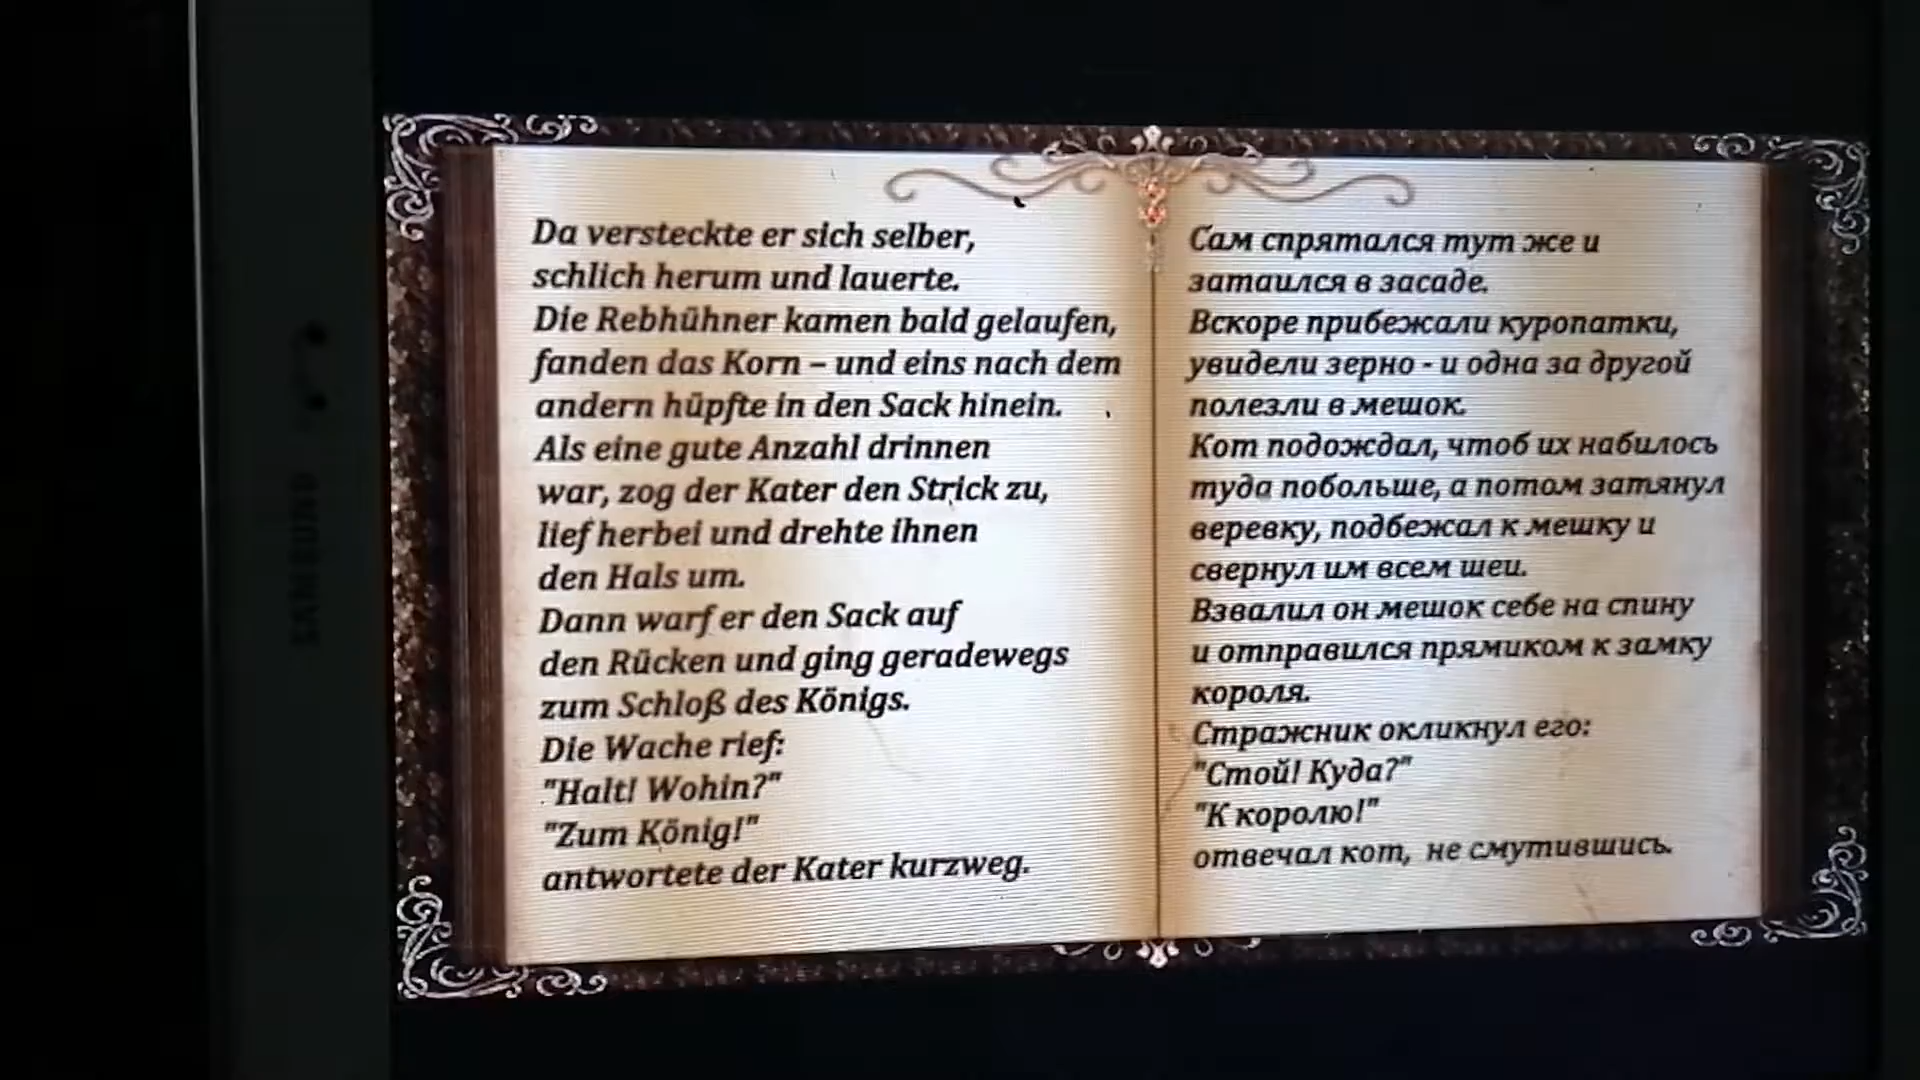 SAMSUNG
Da versteckte er sich selber,
schlich herum und lauerte.
Die Rebhühner kamen bald gelaufen,
fanden das Korn – und eins nach dem
andern hüpfte in den Sack hinein.
Als eine gute Anzahl drinnen
war, zog der Kater den Strick zu,
lief herbei und drehte ihnen
den Hals um.
Dann warf er den Sack auf
den Rücken und ging geradewegs
zum Schloß des Königs.
Die Wache rief:
"Halt! Wohin?"
"Zum König!"
antwortete der Kater kurzweg.
Сам спрятался тут же и
затаился в засаде.
Вскоре прибежали куропатки,
увидели зерно - и одна за другой
полезли в мешок.
Кот подождал, чтоб их набилось
туда побольше, а потом затянул
веревку, подбежал к мешку и
свернул им всем шеи.
Взвалил он мешок себе на спину
и отправился прямиком к замку
короля.
Стражник окликнул его:
"Стой! Куда?"
"К королю!"
отвечал кот, не смутившись.